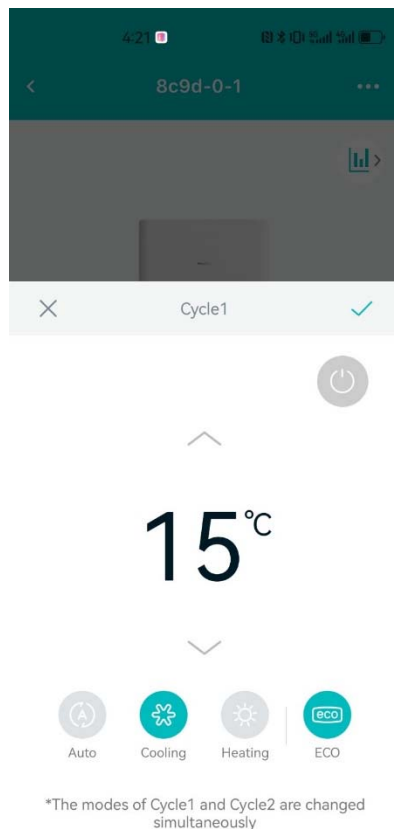 4:21
8c9d-0-1
Cycle1
15°C
Auto
Cooling
Heating
eco
ECO
*The modes of Cycle1 and Cycle2 are changed
simultaneously